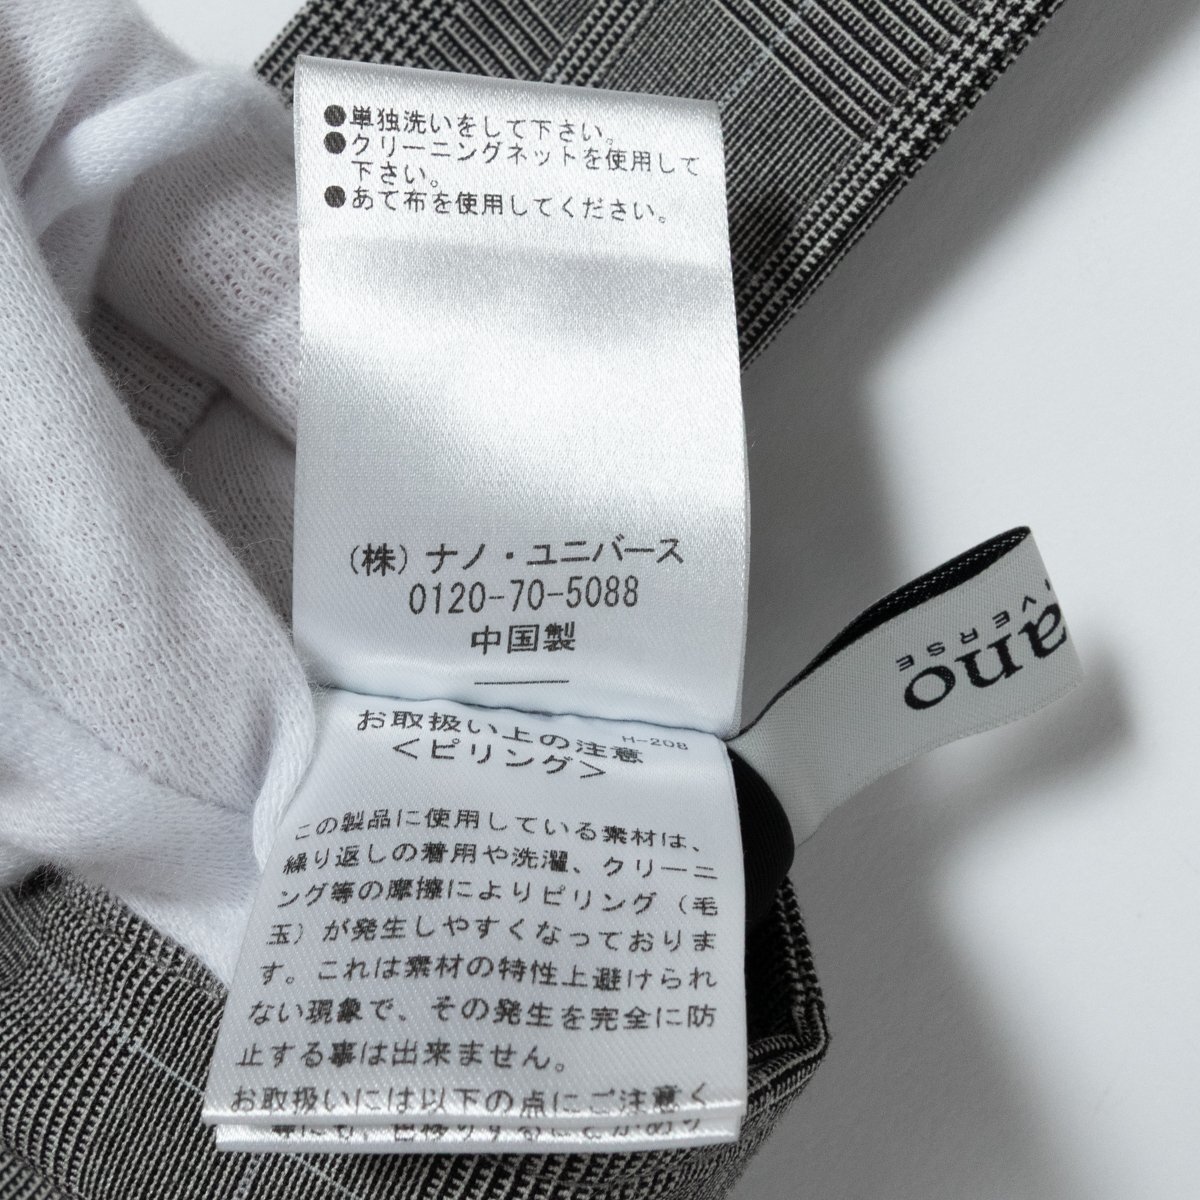 ●単独洗いをして下さい。
●クリーニングネットを使用して
下さい。
●あて布を使用してください。
(株)ナノ・ユニバース
0120-70-5088
中国製
H-208
お取扱い上の注意
<ピリング>
この製品に使用している素材は、
繰り返しの着用や洗濯、クリーニ
ング等の摩擦によりピリング(毛
玉)が発生しやすくなっておりま
す。これは素材の特性上避けられ
ない現象で、その発生を完全に防
止する事は出来ません。
お取扱いには以下の点にご注意く
ano
VERSE